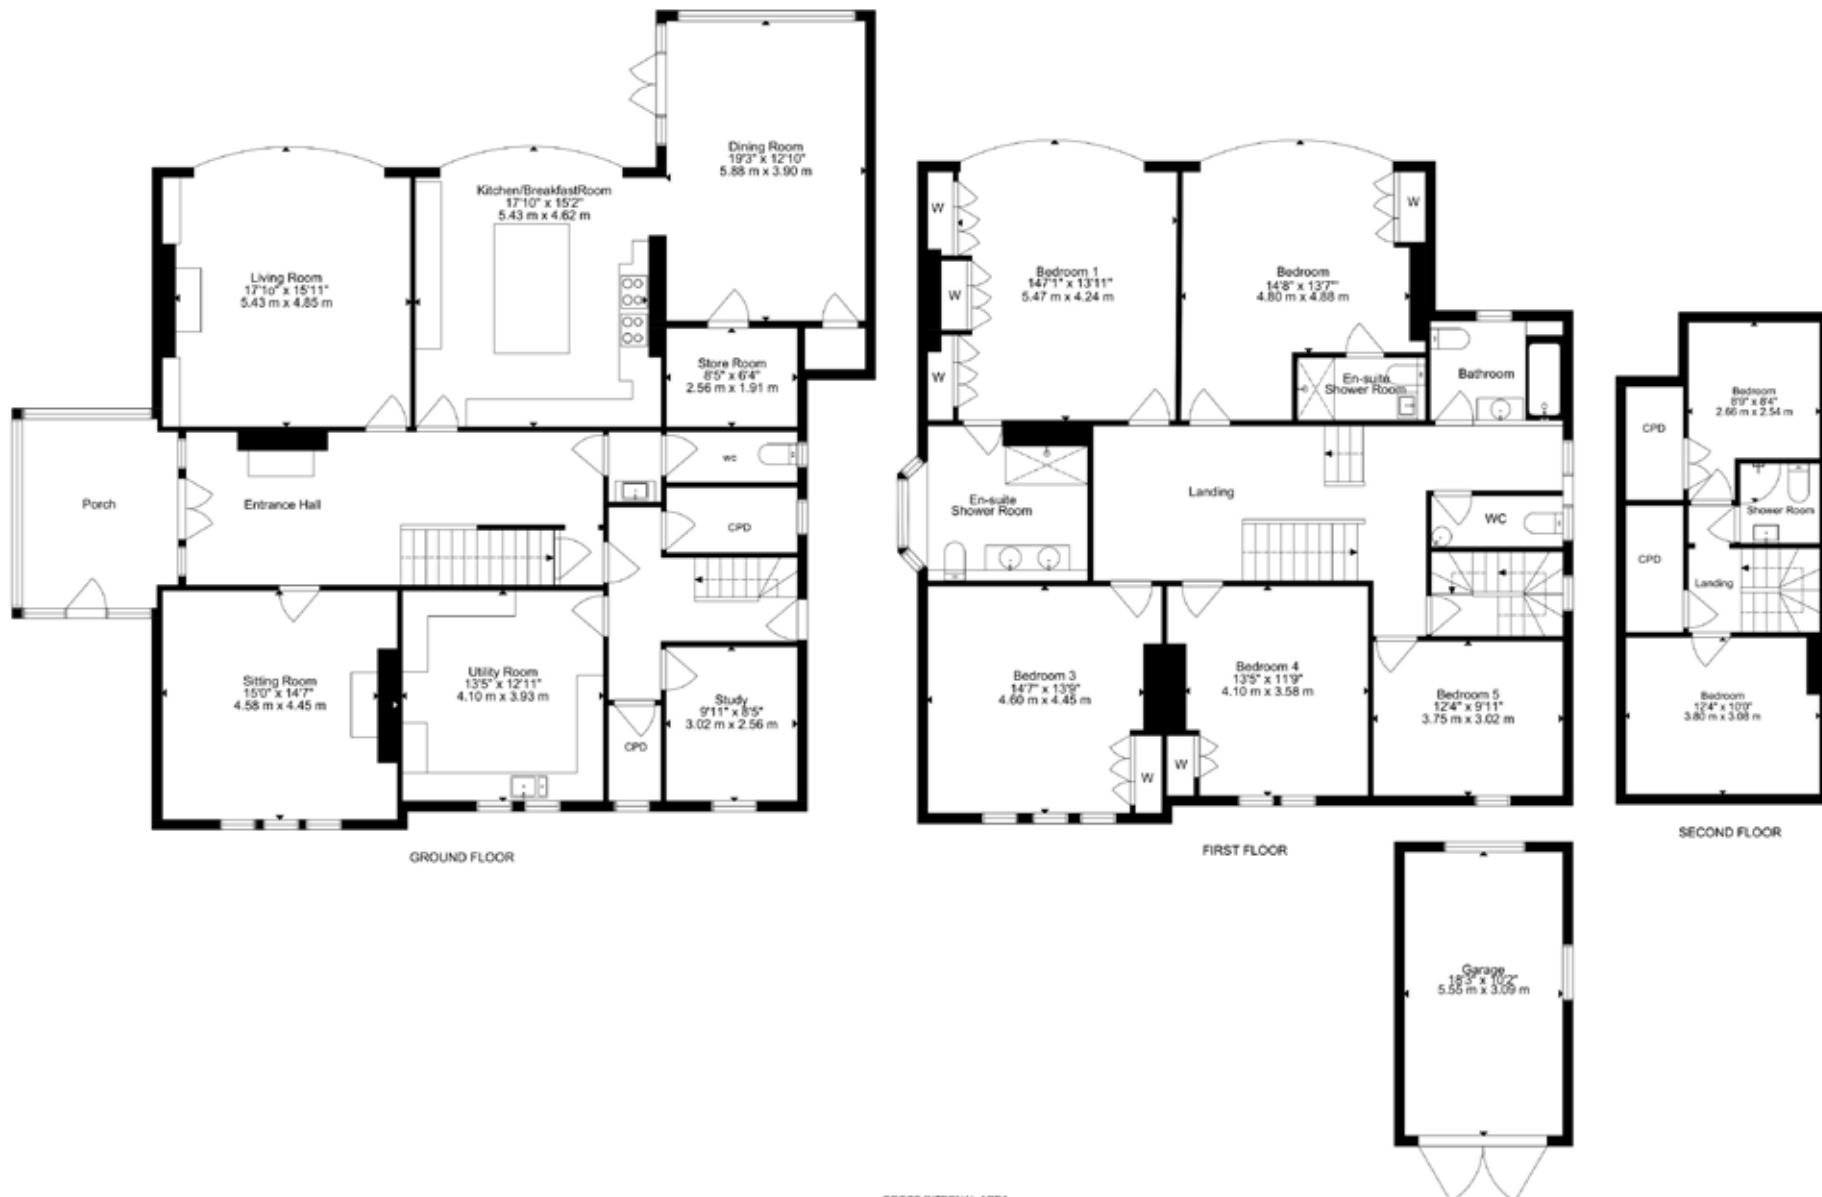 Dining Room
19'3" x 12'10"
5.88 m x 3.90 m
Kitchen/BreakfastRoom
17'10" x 15'2"
5.43 m x 4.62 m
Living Room
17'1o" x 15'11"
5.43 m x 4.85 m
Store Room
8'5" x 6'4"
2.56 m x 1.91 m
wc
CPD
Porch
Entrance Hall
Sitting Room
15'0" x 14'7"
4.58 m x 4.45 m
Utility Room
13'5" x 12'11"
4.10 m x 3.93 m
Study
9'11" x 8'5"
3.02 m x 2.56 m
CPD
GROUND FLOOR
W
W
W
Bedroom 1
147'1" x 13'11"
5.47 m x 4.24 m
Bedroom
14'8" x 13'7"
4.80 m x 4.88 m
W
En-suite
Shower Room
Bathroom
En-suite
Shower Room
Landing
WC
Bedroom 3
14'7" x 13'9"
4.60 m x 4.45 m
W
W
Bedroom 4
13'5" x 11'9"
4.10 m x 3.58 m
Bedroom 5
12'4" x 9'11"
3.75 m x 3.02 m
FIRST FLOOR
Bedroom
8'9" x 8'4"
2.66 m x 2.54 m
CPD
Shower Room
CPD
Landing
Bedroom
12'4" x 10'0"
3.80 m x 3.08 m
SECOND FLOOR
Garage
18'3" x 10'2"
5.55 m x 3.09 m